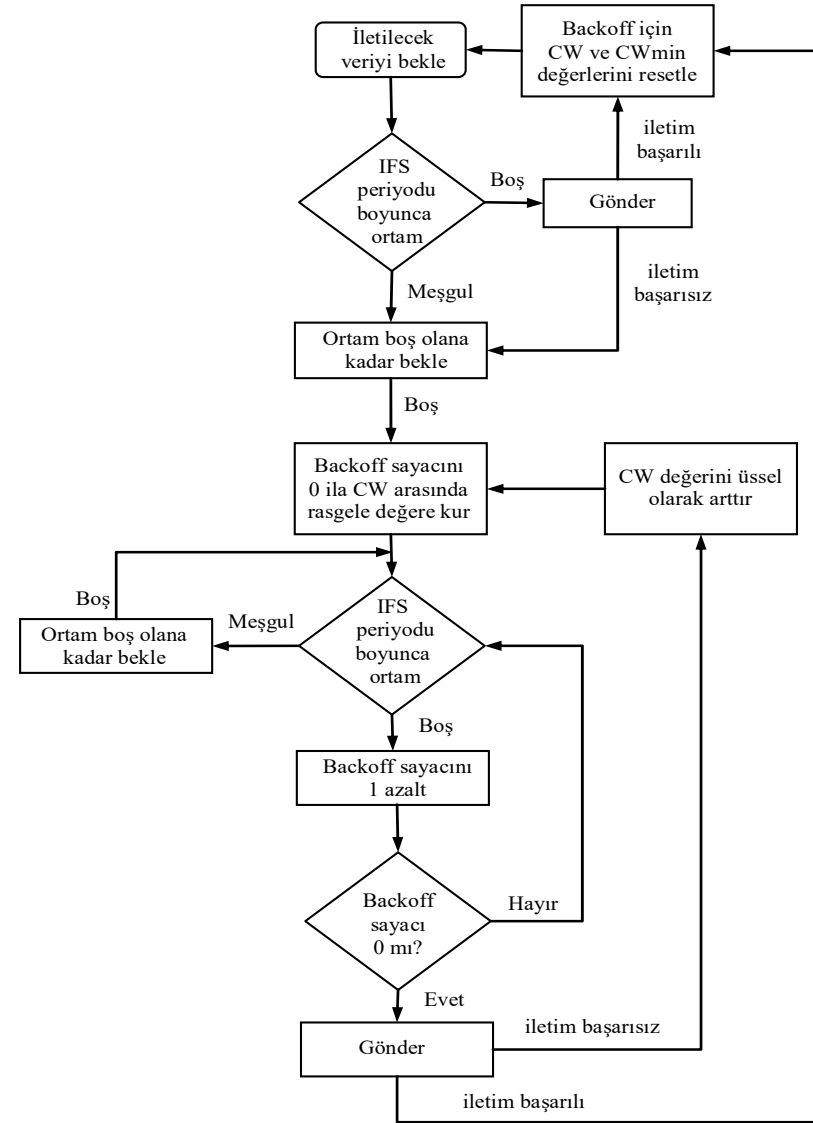 İletilecek
veriyi bekle
Backoff için
CW ve CWmin
değerlerini resetle
iletim
başarılı
IFS
periyodu
boyunca
ortam
Boş
Gönder
iletim
başarısız
Meşgul
Ortam boş olana
kadar bekle
Boş
Backoff sayacını
0 ila CW arasında
rasgele değere kur
CW değerini üssel
olarak arttır
Boş
Ortam boş olana
kadar bekle
Meşgul
IFS
periyodu
boyunca
ortam
Boş
Backoff sayacını
1 azalt
Backoff
sayacı
0 mı?
Hayır
Evet
Gönder
iletim başarısız
iletim başarılı